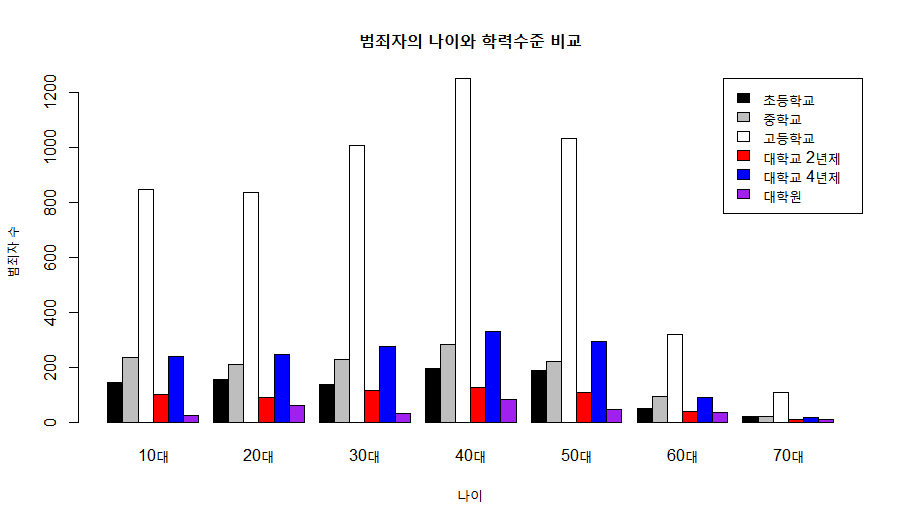 범죄자의 나이와 학력수준 비교
범죄자 수
1200
1000
800
600
400
200
0
초등학교
중학교
고등학교
대학교 2년제
대학교 4년제
대학원
10대 20대 30대 40대 50대 60대 70대
나이